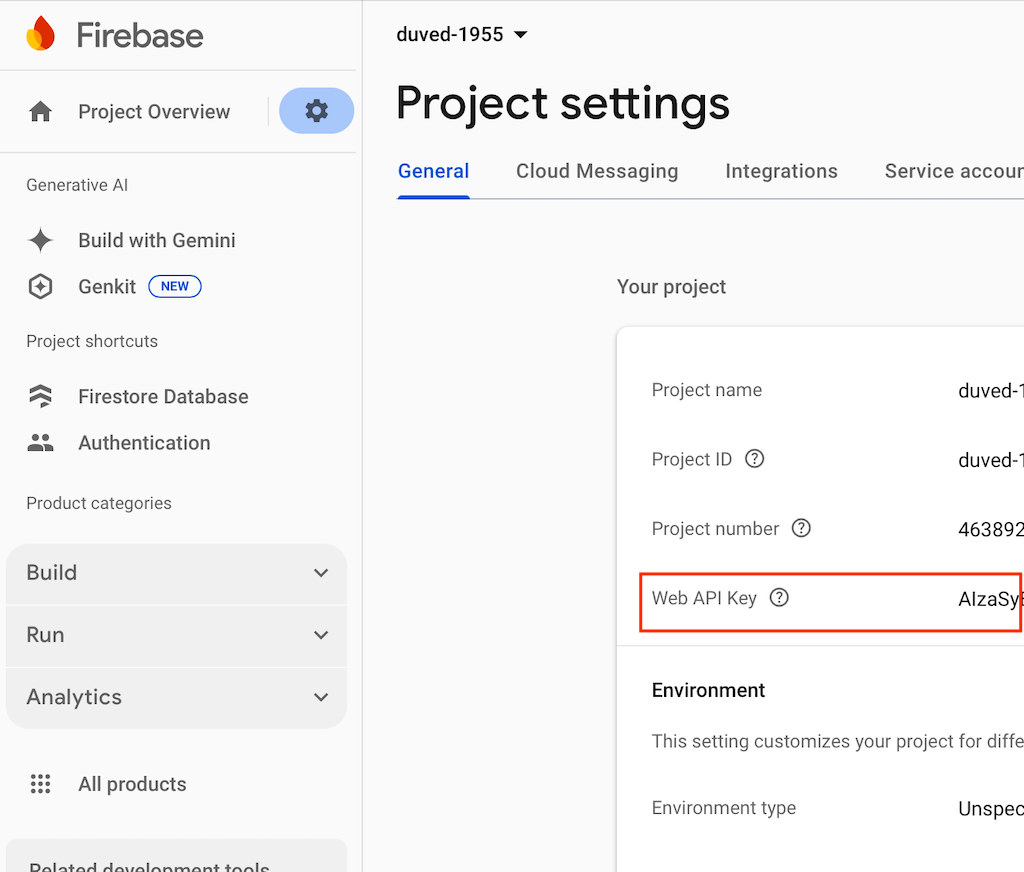 Firebase
Project Overview
Generative AI
Build with Gemini
Genkit NEW
Project shortcuts
Firestore Database
Authentication
Product categories
Build
Run
Analytics
All products
Related development tools
duved-1955
Project settings
General Cloud Messaging Integrations Service accoun
Your project
Project name duved-1
Project ID duved-1
Project number 463892
Web API Key AIzaSy
Environment
This setting customizes your project for diffe
Environment type Unspec